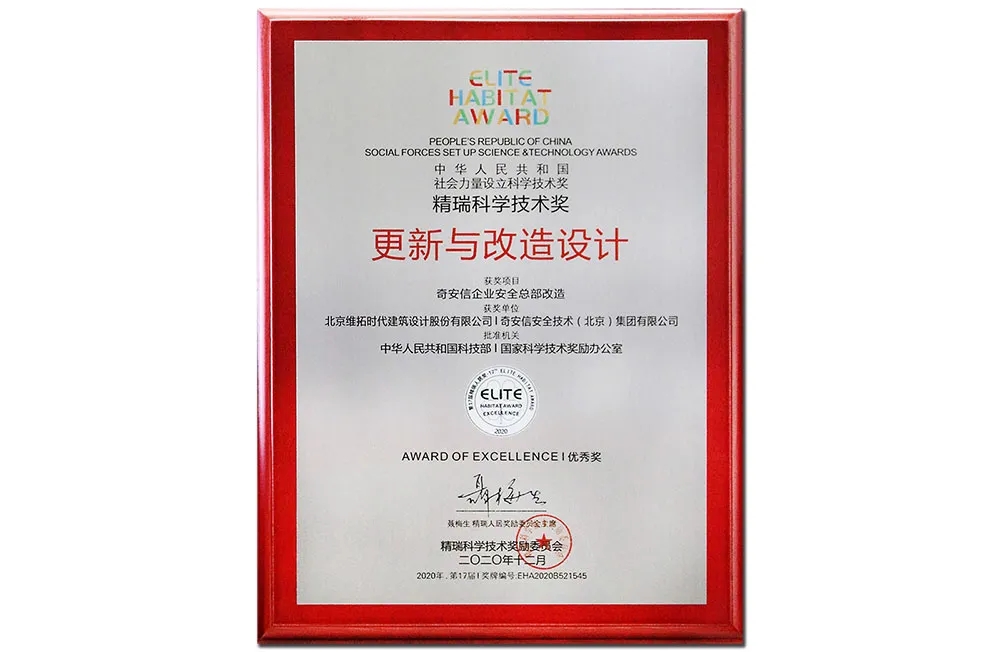 ELITE
HABITAT
AWARD
PEOPLE'S REPUBLIC OF CHINA
SOCIAL FORCES SET UP SCIENCE &TECHNOLOGY AWARDS
中华人民共和国
社会力量设立科学技术奖
精瑞科学技术奖
更新与改造设计
获奖项目
奇安信企业安全总部改造
获奖单位
北京维拓时代建筑设计股份有限公司 I 奇安信安全技术（北京）集团有限公司
批准机关
中华人民共和国科技部 I 国家科学技术奖励办公室
ELITE
HABITAT AWARD
EXCELLENCE
2020
AWARD OF EXCELLENCE I 优秀奖
聂梅生
聂梅生 精瑞人居奖励委员会主席
精瑞科学技术奖励委员会
二〇二〇年十二月
2020年 . 第17届 I 奖牌编号:EHA2020B521545